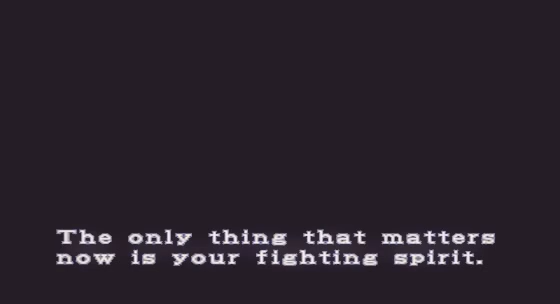 The only thing that matters
now is your fighting spirit.